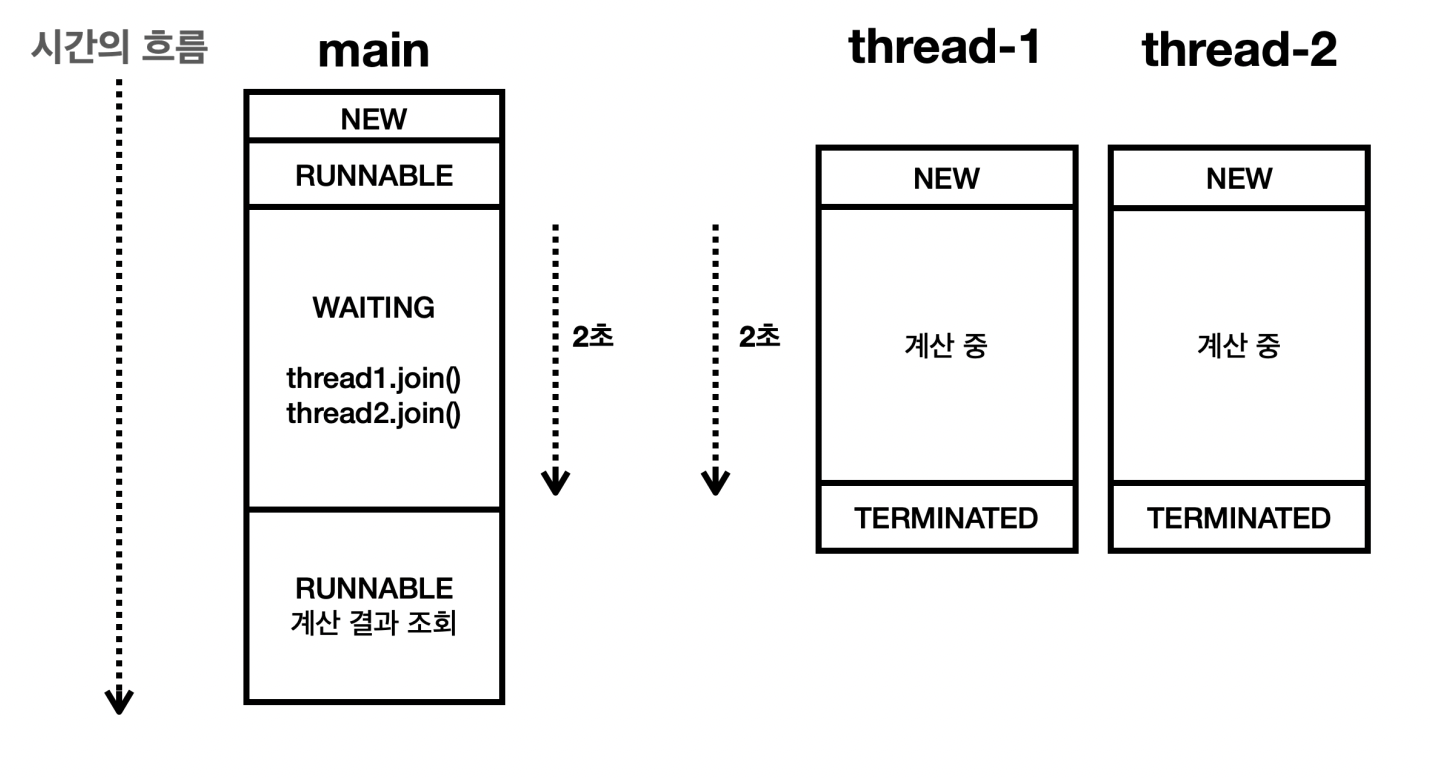 시간의 흐름
main
NEW
RUNNABLE
WAITING
thread1.join()
thread2.join()
RUNNABLE
계산 결과 조회
2초
2초
thread-1
NEW
계산 중
TERMINATED
thread-2
NEW
계산 중
TERMINATED